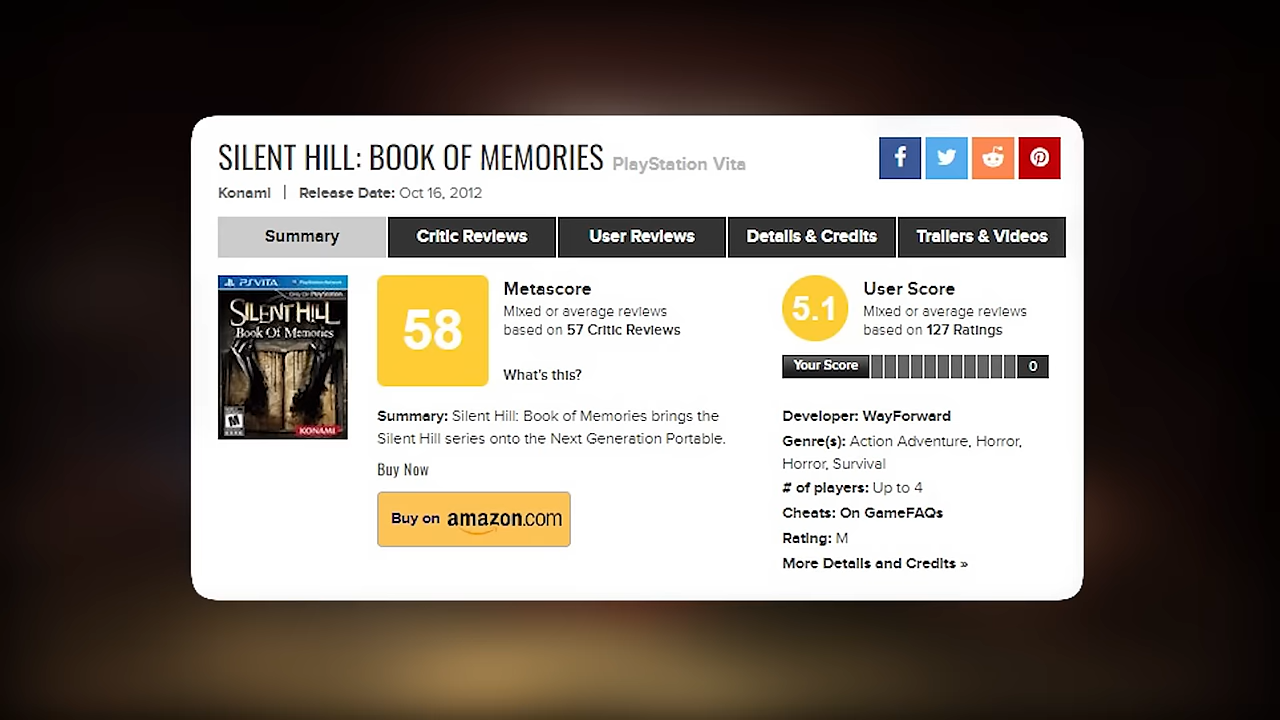 SILENT HILL: BOOK OF MEMORIES PlayStation Vita
Konami | Release Date: Oct 16, 2012
Summary Critic Reviews User Reviews Details & Credits Trailers & Videos
PSVITA
SILENT HILL
Book Of Memories
M
KONAMI
58
Metascore
Mixed or average reviews
based on 57 Critic Reviews
What's this?
Summary: Silent Hill: Book of Memories brings the
Silent Hill series onto the Next Generation Portable.
Buy Now
Buy on amazon.com
5.1
User Score
Mixed or average reviews
based on 127 Ratings
Your Score 0
Developer: WayForward
Genre(s): Action Adventure, Horror,
Horror, Survival
# of players: Up to 4
Cheats: On GameFAQs
Rating: M
More Details and Credits »